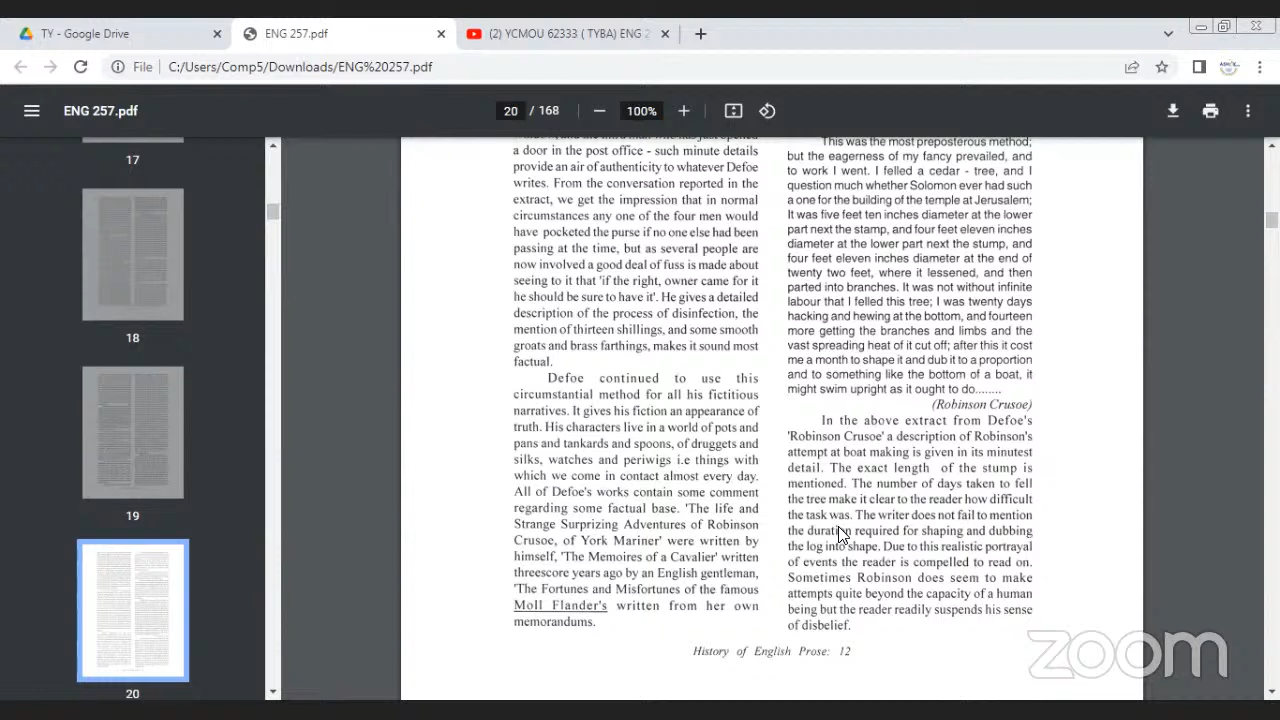 TY - Google Drive
ENG 257.pdf
(2) YCMOU 62333 ( TYBA) ENG 2
File
C:/Users/Comp5/Downloads/ENG%20257.pdf
ENG 257.pdf
20 / 168
100%
17
18
19
20
a door in the post office - such minute details
provide an air of authenticity to whatever Defoe
writes. From the conversation reported in the
extract, we get the impression that in normal
circumstances any one of the four men would
have pocketed the purse if no one else had been
passing at the time, but as several people are
now involved a good deal of fuss is made about
seeing to it that 'if the right, owner came for it
he should be sure to have it'. He gives a detailed
description of the process of disinfection, the
mention of thirteen shillings, and some smooth
groats and brass farthings, makes it sound most
factual.
Defoe continued to use this
circumstantial method for all his fictitious
narratives. It gives his fiction an appearance of
truth. His characters live in a world of pots and
pans and tankards and spoons, of druggets and
silks, watches and periwigs i.e things with
which we come in contact almost every day.
All of Defoe's works contain some comment
regarding some factual base. 'The life and
Strange Surprizing Adventures of Robinson
Crusoe, of York Mariner' were written by
himself, 'The Memoires of a Cavalier' written
threescore years ago by an English gentleman,
'The Fortunes and Misfortunes of the famous
Moll Flander's written from her own
memorandums.
This was the most preposterous method;
but the eagerness of my fancy prevailed, and
to work I went. I felled a cedar - tree, and I
question much whether Solomon ever had such
a one for the building of the temple at Jerusalem;
It was five feet ten inches diameter at the lower
part next the stamp, and four feet eleven inches
diameter at the lower part next the stump, and
four feet eleven inches diameter at the end of
twenty two feet, where it lessened, and then
parted into branches. It was not without infinite
labour that I felled this tree; I was twenty days
hacking and hewing at the bottom, and fourteen
more getting the branches and limbs and the
vast spreading heat of it cut off; after this it cost
me a month to shape it and dub it to a proportion
and to something like the bottom of a boat, it
might swim upright as it ought to do........
(Robinson Crusoe)
In the above extract from Defoe's
'Robinson Crusoe' a description of Robinson's
attempt at boat making is given in its minutest
detail. The exact length of the stump is
mentioned. The number of days taken to fell
the tree make it clear to the reader how difficult
the task was. The writer does not fail to mention
the duration required for shaping and dubbing
the log into shape. Due to this realistic portrayal
of events the reader is compelled to read on.
Sometimes Robinson does seem to make
attempts quite beyond the capacity of a human
being but the reader readily suspends his sense
of disbelief.
History of English Prose: 12
zoom